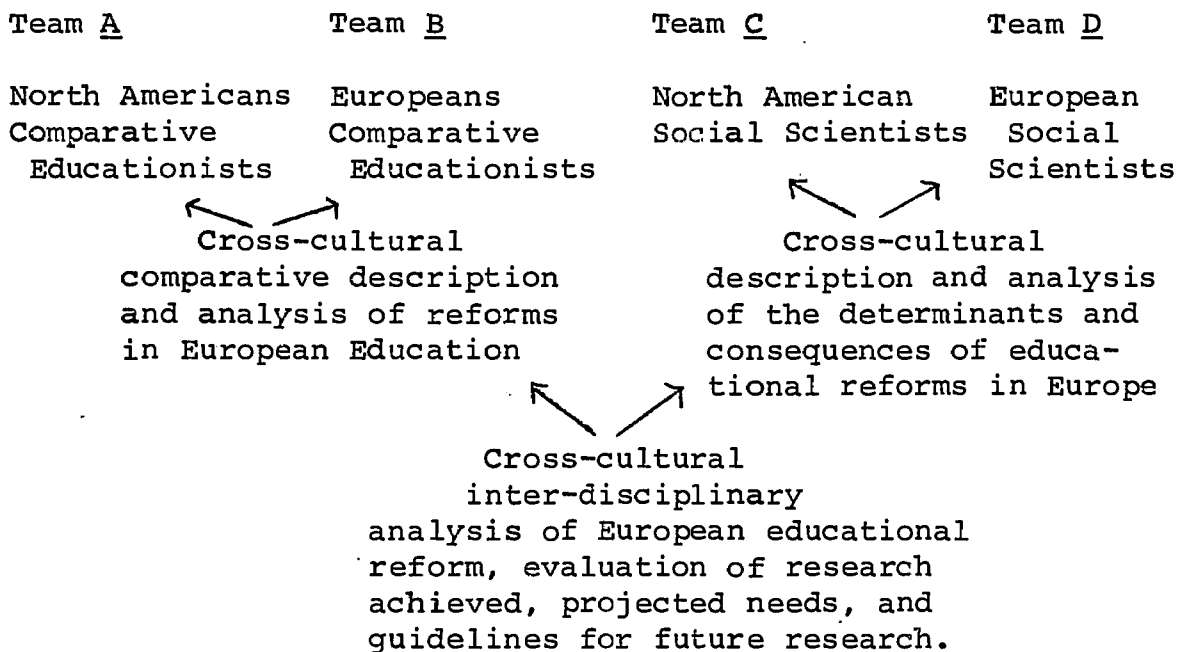 Team A Team B Team C Team D
North Americans Europeans North American European
Comparative Comparative Social Scientists Social
Educationists Educationists Scientists
Cross-cultural Cross-cultural
comparative description description and analysis
and analysis of reforms of the determinants and
in European Education consequences of educa-
tional reforms in Europe
Cross-cultural
inter-disciplinary
analysis of European educational
reform, evaluation of research
achieved, projected needs, and
guidelines for future research.